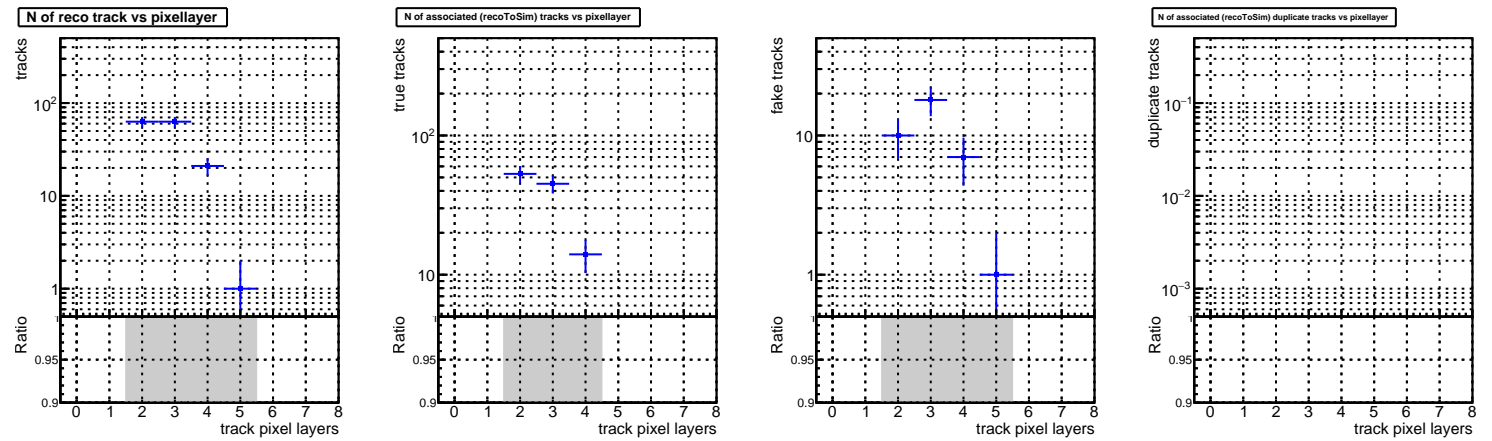 N of reco track vs pixellayer
tracks
10²
10
1
Ratio
1
0.95
0.9
0 1 2 3 4 5 6 7 8
track pixel layers
N of associated (recoToSim) tracks vs pixellayer
true tracks
10²
10
Ratio
1
0.95
0.9
0 1 2 3 4 5 6 7 8
track pixel layers
fake tracks
10
1
Ratio
1
0.95
0.9
0 1 2 3 4 5 6 7 8
track pixel layers
N of associated (recoToSim) duplicate tracks vs pixellayer
duplicate tracks
10⁻¹
10⁻²
10⁻³
Ratio
1
0.95
0.9
0 1 2 3 4 5 6 7 8
track pixel layers